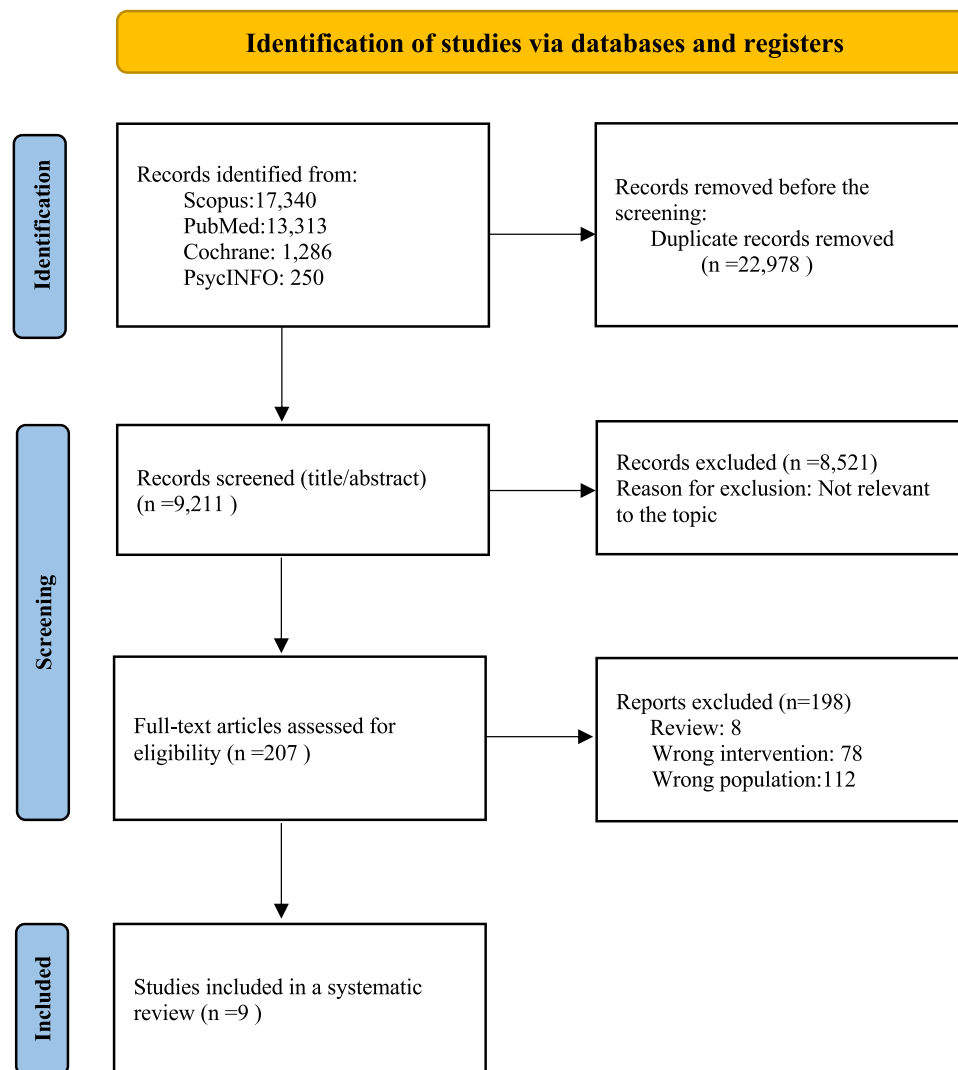 Identification of studies via databases and registers
Identification
Records identified from:
Scopus:17,340
PubMed:13,313
Cochrane: 1,286
PsycINFO: 250
Records removed before the
screening:
Duplicate records removed
(n =22,978 )
Screening
Records screened (title/abstract)
(n =9,211 )
Records excluded (n =8,521)
Reason for exclusion: Not relevant
to the topic
Full-text articles assessed for
eligibility (n =207 )
Reports excluded (n=198)
Review: 8
Wrong intervention: 78
Wrong population:112
Included
Studies included in a systematic
review (n =9 )